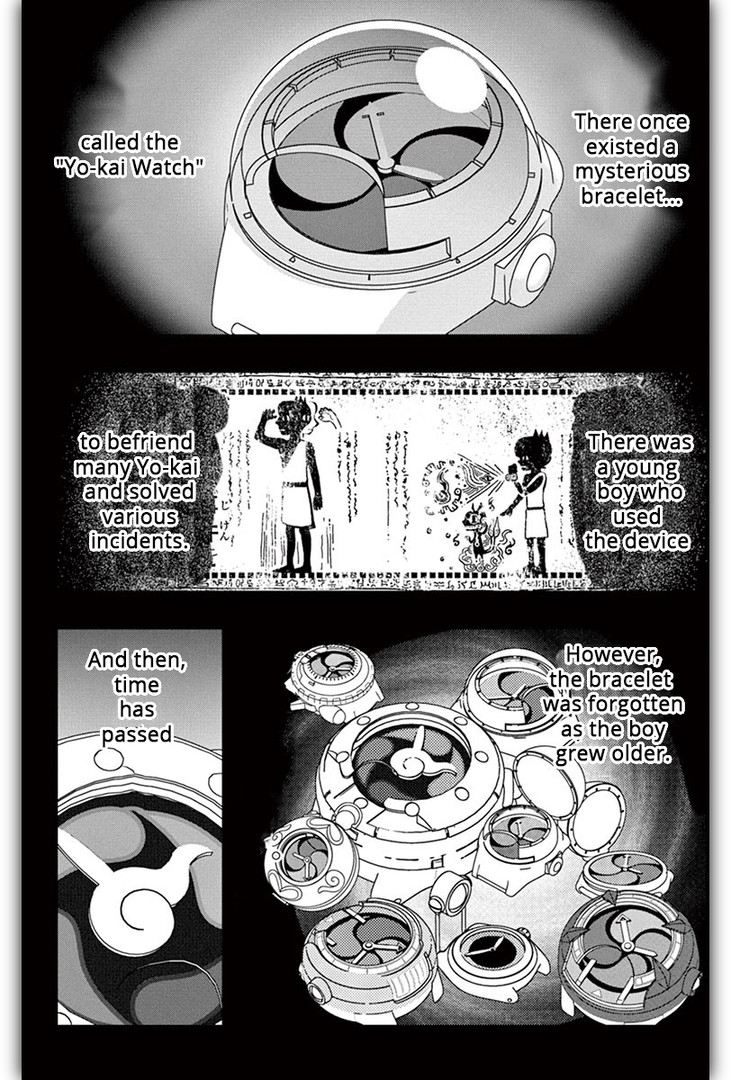 There once
existed a
mysterious
bracelet...
called the
"Yo-kai Watch"
There was
a young
boy who
used
the device
to befriend
many Yo-kai
and solved
various
incidents.
However,
the bracelet
was forgotten
as the boy
grew older.
And then,
time
has
passed